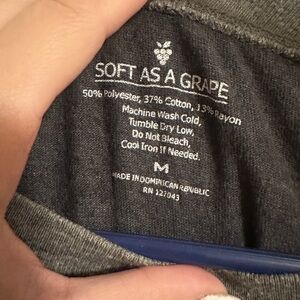 SOFT AS A GRAPE
50% Polyester, 37% Cotton, 13% Rayon
Machine Wash Cold,
Tumble Dry Low,
Do Not Bleach,
Cool Iron If Needed.
M
MADE IN DOMINICAN REPUBLIC
RN 127043